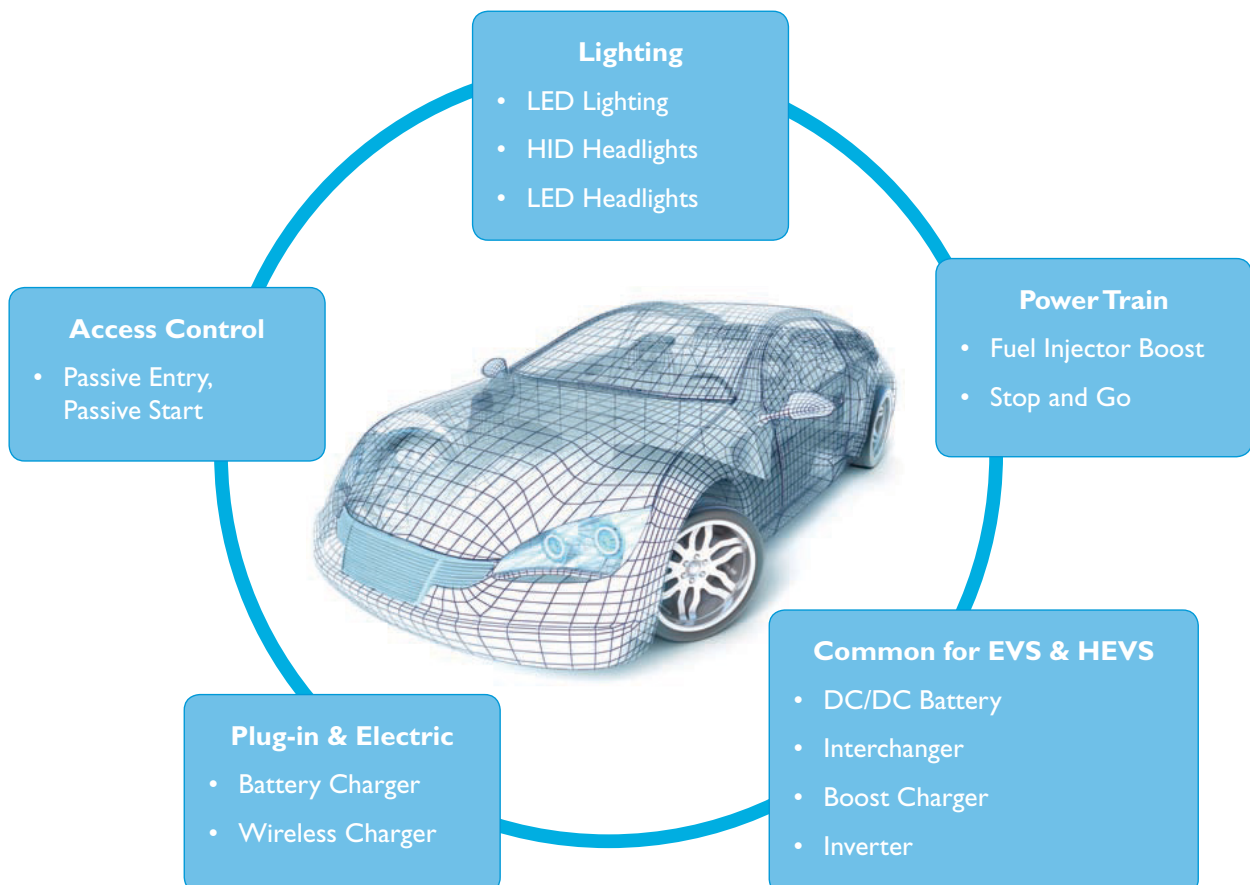 Lighting
• LED Lighting
• HID Headlights
• LED Headlights
Power Train
• Fuel Injector Boost
• Stop and Go
Common for EVS & HEVS
• DC/DC Battery
• Interchanger
• Boost Charger
• Inverter
Plug-in & Electric
• Battery Charger
• Wireless Charger
Access Control
• Passive Entry,
Passive Start